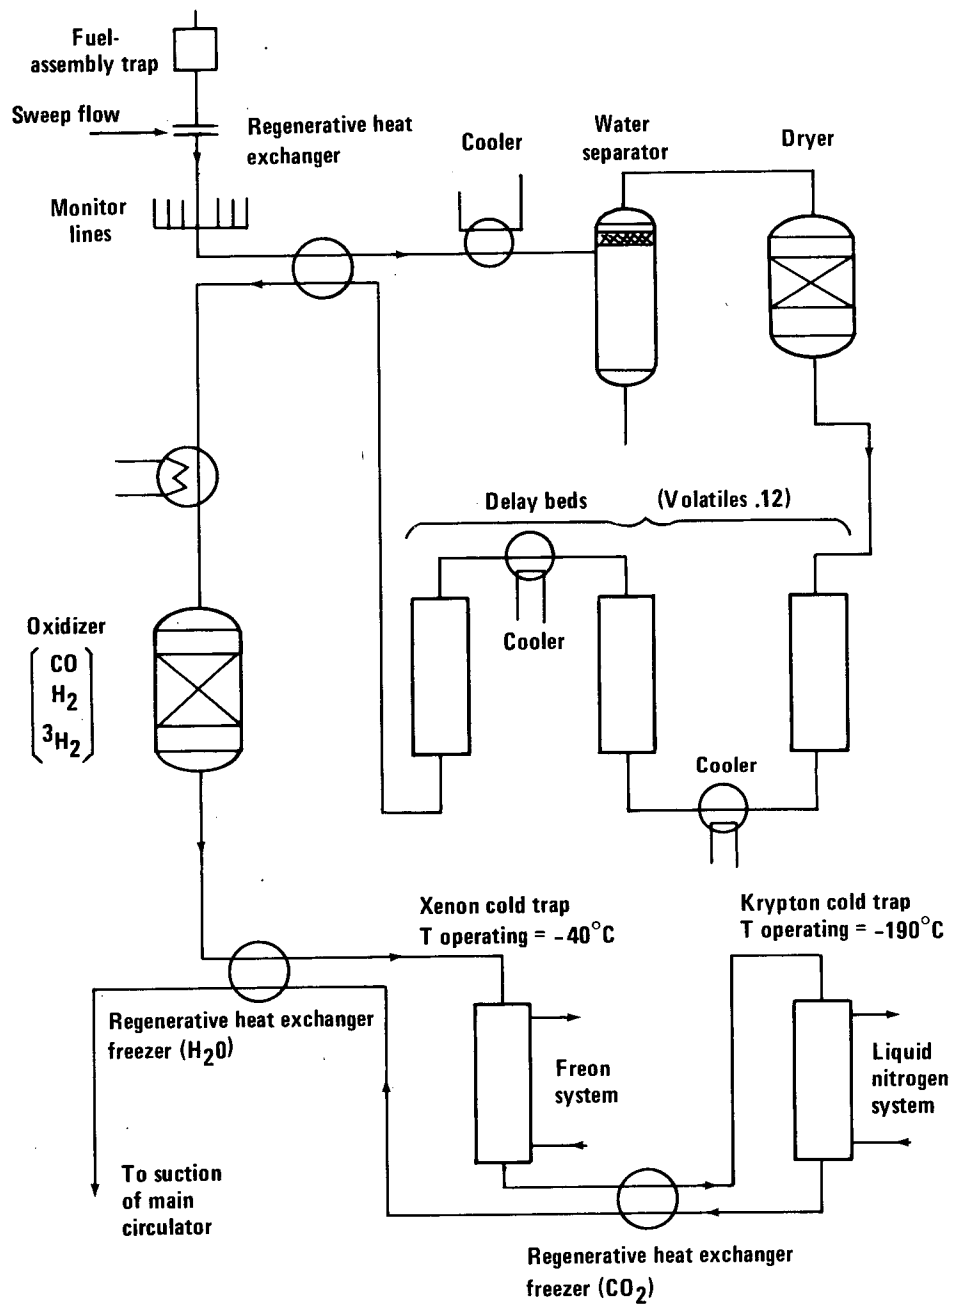 Fuel-
assembly trap
Sweep flow
Regenerative heat
exchanger
Cooler
Water
separator
Dryer
Monitor
lines
Delay beds
(Volatiles .12)
Cooler
Oxidizer
CO
H2
³H2
Cooler
Xenon cold trap
T operating = -40°C
Krypton cold trap
T operating = -190°C
Regenerative heat exchanger
freezer (H2O)
Freon
system
Liquid
nitrogen
system
To suction
of main
circulator
Regenerative heat exchanger
freezer (CO2)